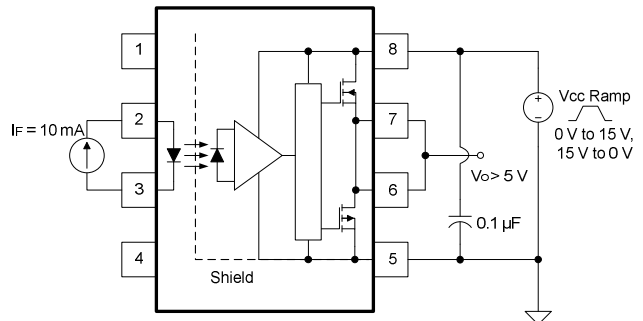 1
2
3
4
8
7
6
5
IF = 10 mA
Shield
VO > 5 V
0.1 µF
+
-
Vcc Ramp
0 V to 15 V,
15 V to 0 V